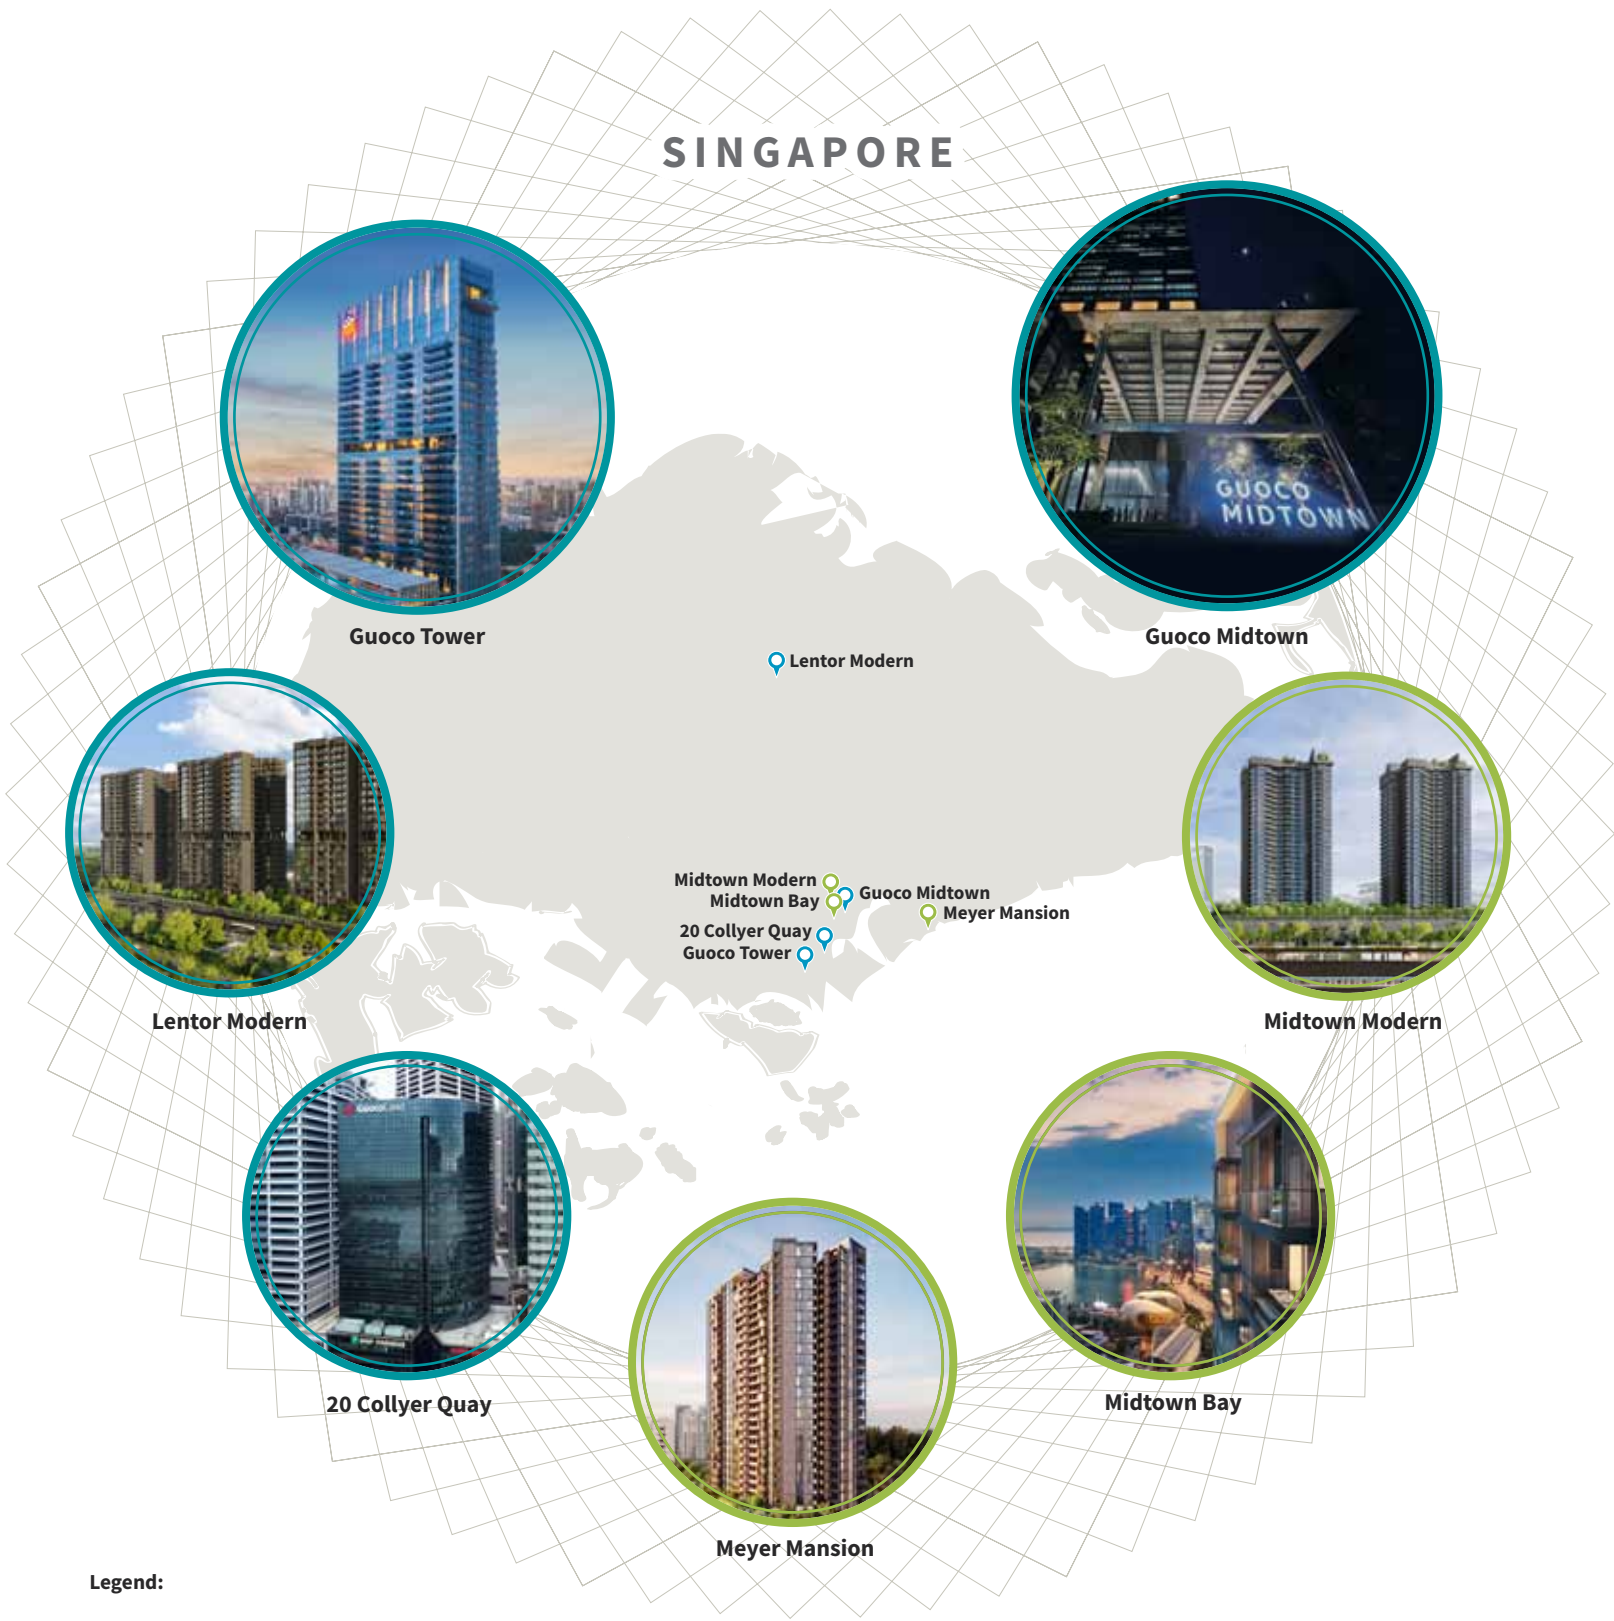 SINGAPORE
GUOCO
MIDTOWN
Guoco Tower
Guoco Midtown
Lentor Modern
Midtown Modern
Midtown Bay
Guoco Midtown
Meyer Mansion
20 Collyer Quay
Guoco Tower
Lentor Modern
Midtown Modern
20 Collyer Quay
Midtown Bay
Meyer Mansion
Legend: